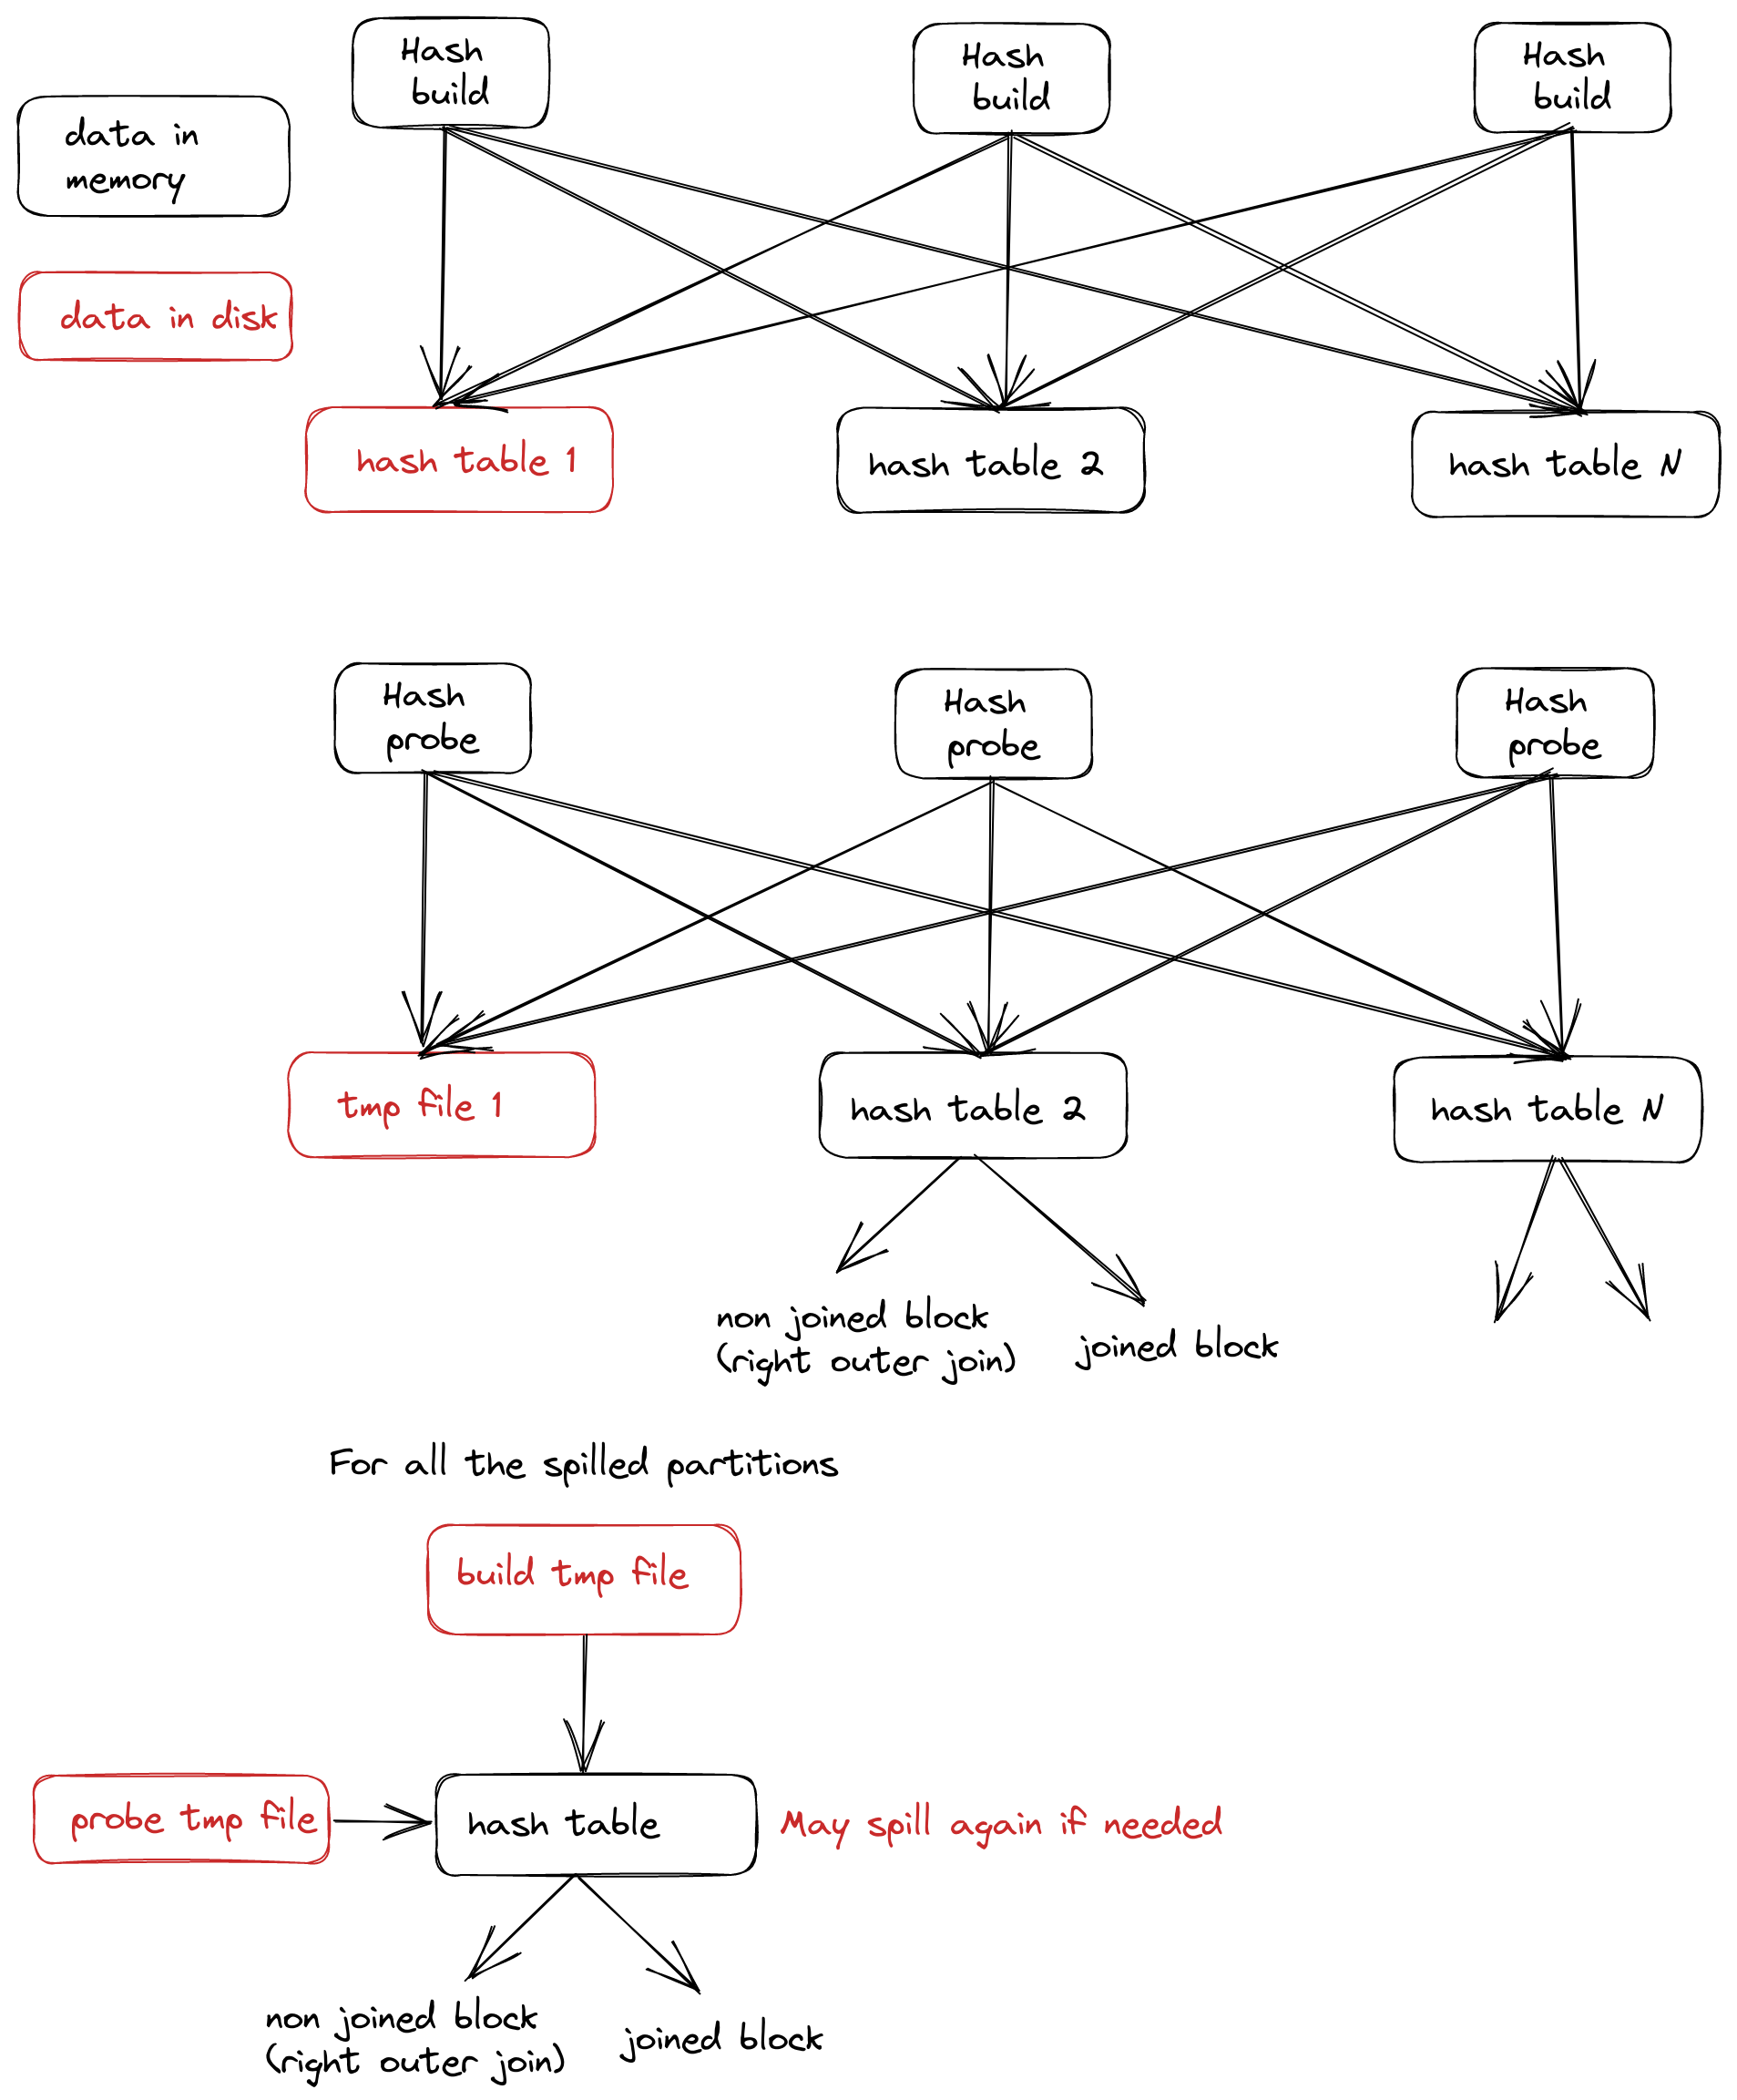 Hash
build
Hash
build
Hash
build
data in
memory
data in disk
hash table 1
hash table 2
hash table N
Hash
probe
Hash
probe
Hash
probe
tmp file 1
hash table 2
hash table N
non joined block
(right outer join)
joined block
For all the spilled partitions
build tmp file
probe tmp file
hash table
May spill again if needed
non joined block
(right outer join)
joined block